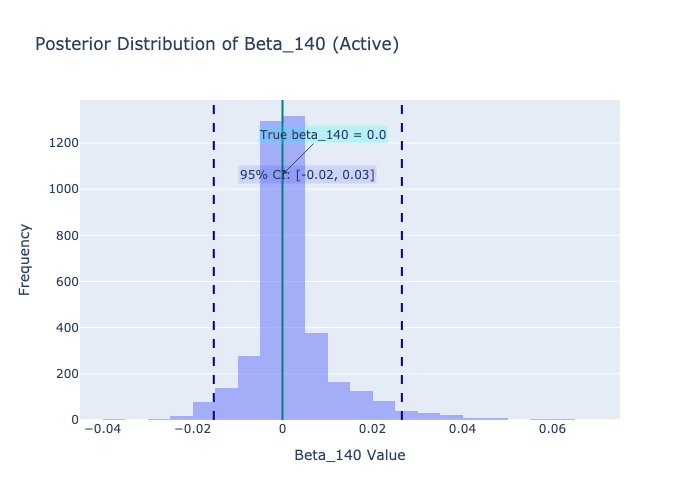 Posterior Distribution of Beta_140 (Active)
True beta_140 = 0.0
95% CI: [-0.02, 0.03]
Frequency
1200
1000
800
600
400
200
0
−0.04
−0.02
0
0.02
0.04
0.06
Beta_140 Value